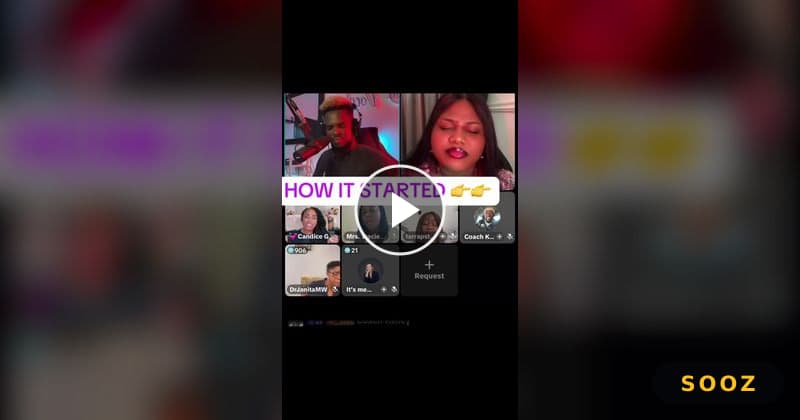 HOW IT STARTED 👉👉
Candice G
Mrs.
Coach K...
906
21
DrJanitaMW
It's me...
+
Request
SOOZ